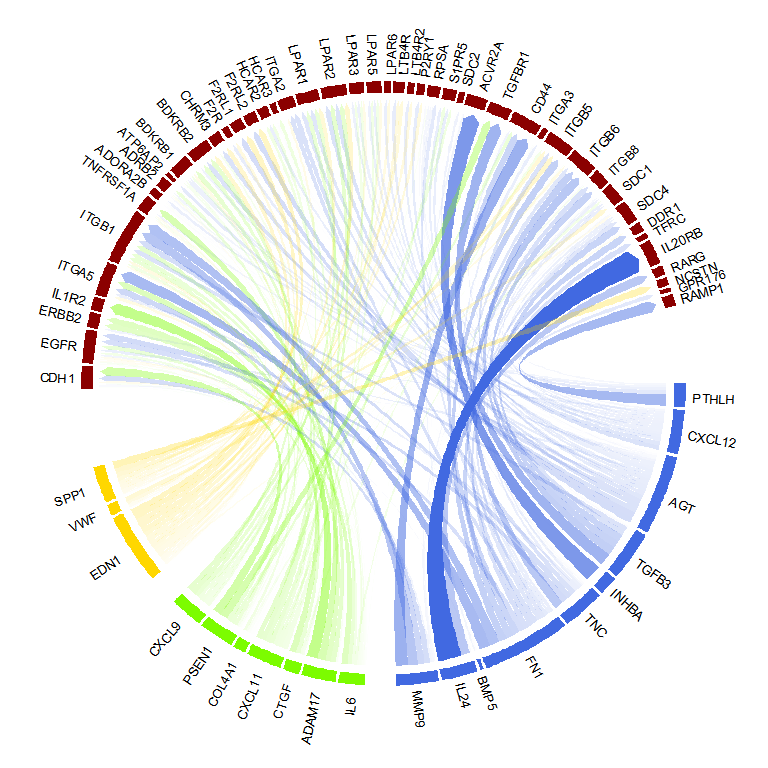 CDH1
EGFR
ERBB2
IL1R2
ITGA5
ITGB1
TNFRSF1A
ADORA2B
ADRB2
ATP6AP2
BDKRB1
BDKRB2
CHRM3
F2R
F2RL1
F2RL2
HCAR2
HCAR3
ITGA2
LPAR1
LPAR2
LPAR3
LPAR5
LPAR6
LTB4R
LTB4R2
P2RY1
RPSA
S1PR5
SDC2
ACVR2A
TGFBR1
CD44
ITGA3
ITGB5
ITGB6
ITGB8
SDC1
SDC4
DDR1
TFRC
IL20RB
RARG
NCSTN
GPR176
RAMP1
PTHLH
CXCL12
AGT
TGFB3
INHBA
TNC
FN1
BMP5
IL24
MMP9
IL6
ADAM17
CTGF
CXCL11
COL4A1
PSEN1
CXCL9
EDN1
VWF
SPP1